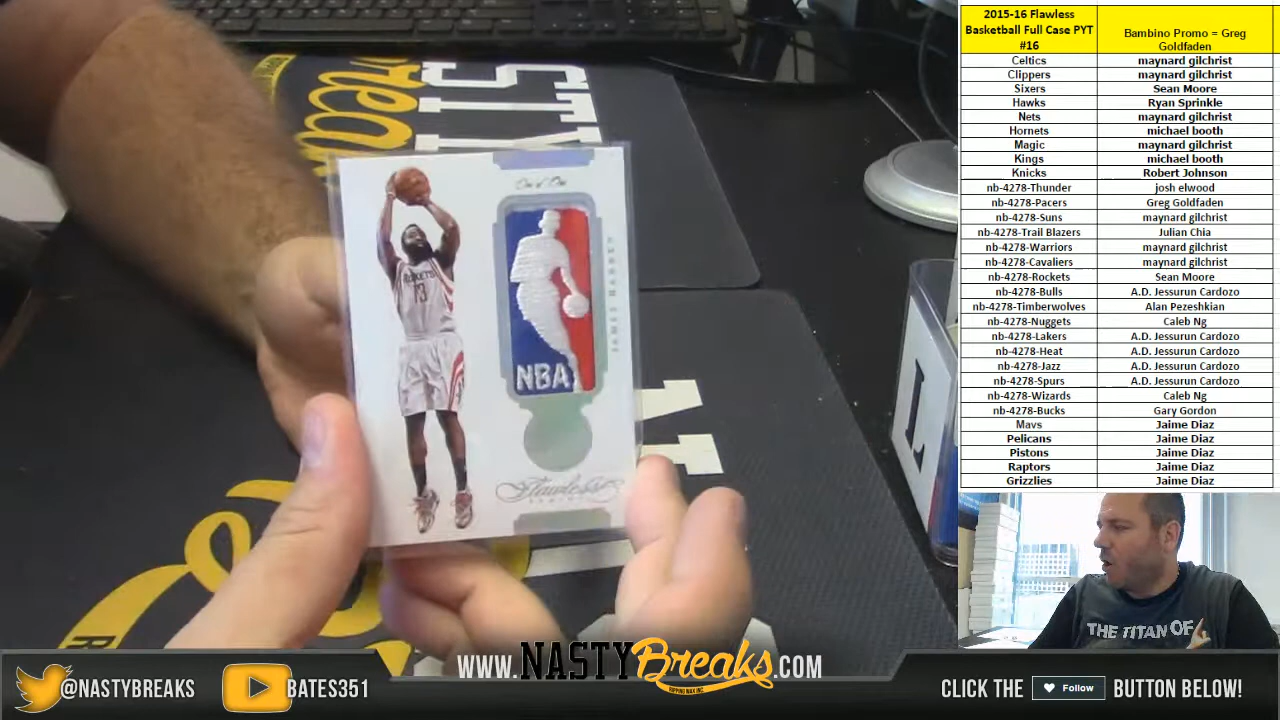 2015-16 Flawless
Basketball Full Case PYT
#16
Bambino Promo = Greg
Goldfaden
Celtics maynard gilchrist
Clippers maynard gilchrist
Sixers Sean Moore
Hawks Ryan Sprinkle
Nets maynard gilchrist
Hornets michael booth
Magic maynard gilchrist
Kings michael booth
Knicks Robert Johnson
nb-4278-Thunder josh elwood
nb-4278-Pacers Greg Goldfaden
nb-4278-Suns maynard gilchrist
nb-4278-Trail Blazers Julian Chia
nb-4278-Warriors maynard gilchrist
nb-4278-Cavaliers maynard gilchrist
nb-4278-Rockets Sean Moore
nb-4278-Bulls A.D. Jessurun Cardozo
nb-4278-Timberwolves Alan Pezeshkian
nb-4278-Nuggets Caleb Ng
nb-4278-Lakers A.D. Jessurun Cardozo
nb-4278-Heat A.D. Jessurun Cardozo
nb-4278-Jazz A.D. Jessurun Cardozo
nb-4278-Spurs A.D. Jessurun Cardozo
nb-4278-Wizards Caleb Ng
nb-4278-Bucks Gary Gordon
Mavs Jaime Diaz
Pelicans Jaime Diaz
Pistons Jaime Diaz
Raptors Jaime Diaz
Grizzlies Jaime Diaz
One of One
ROCKETS
13
NBA
JAMES HARDEN
Flawless
L
THE TITAN OF
@NASTYBREAKS
BATES351
WWW.NASTYBreaks.COM
RIPPING WAX INC.
CLICK THE Follow BUTTON BELOW!